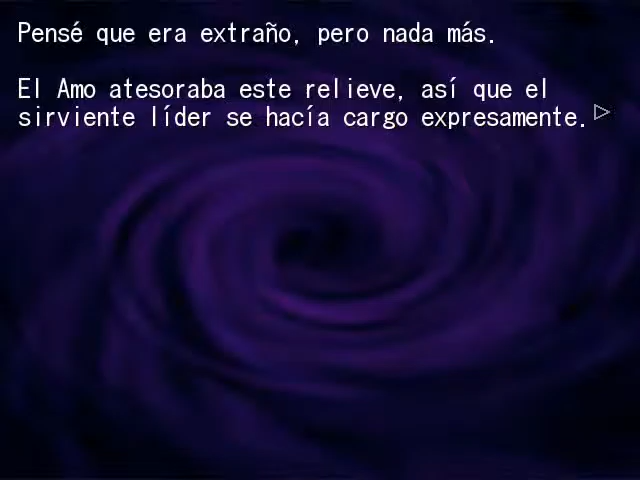 Pensé que era extraño, pero nada más.
El Amo atesoraba este relieve, así que el
sirviente líder se hacía cargo expresamente.